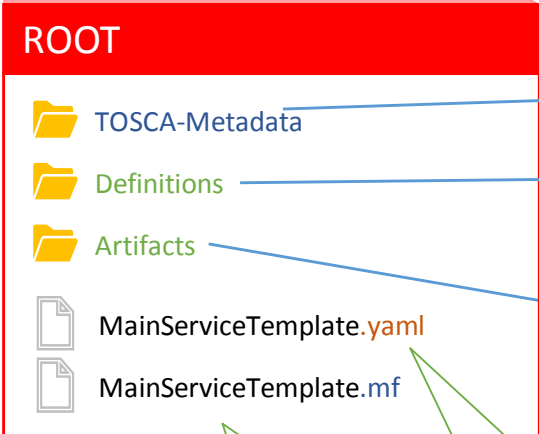 ROOT
TOSCA-Metadata
Definitions
Artifacts
MainServiceTemplate.yaml
MainServiceTemplate.mf